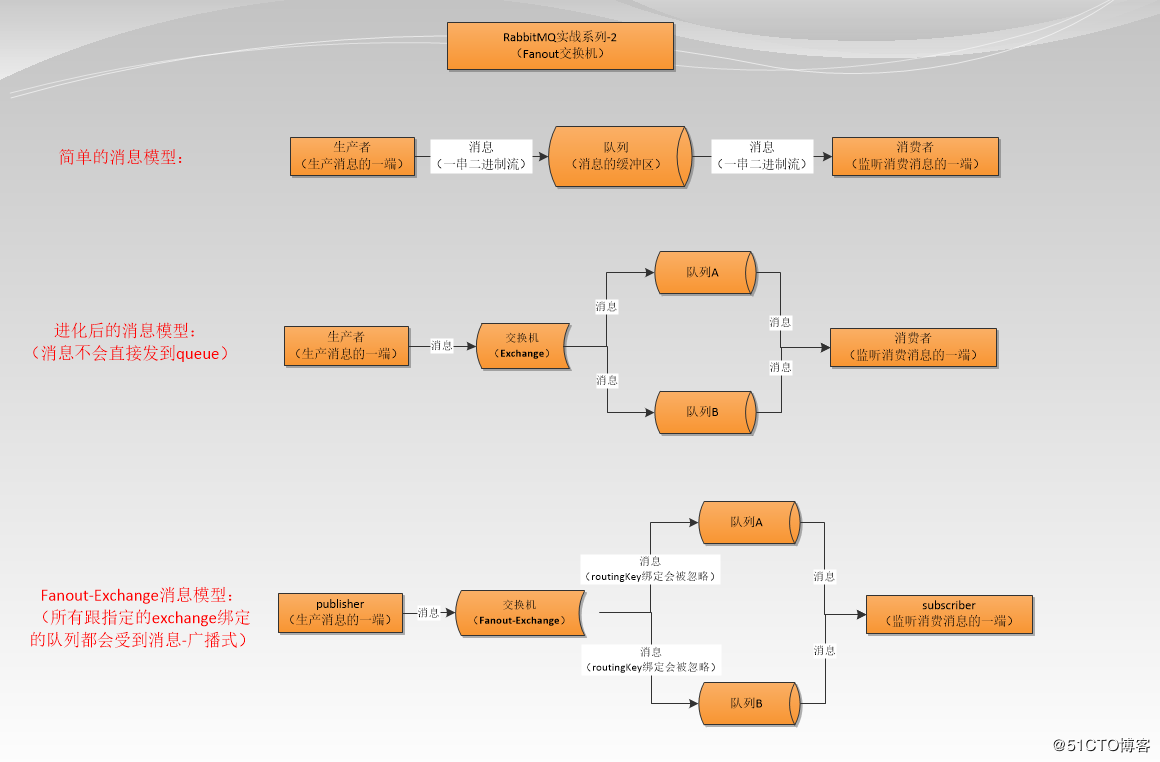 RabbitMQ实战系列-2
（Fanout交换机）
简单的消息模型：
生产者
（生产消息的一端）
消息
（一串二进制流）
队列
（消息的缓冲区）
消息
（一串二进制流）
消费者
（监听消费消息的一端）
进化后的消息模型：
（消息不会直接发到queue）
生产者
（生产消息的一端）
消息
交换机
（Exchange）
消息
消息
队列A
队列B
消息
消息
消费者
（监听消费消息的一端）
Fanout-Exchange消息模型：
（所有跟指定的exchange绑定
的队列都会受到消息-广播式）
publisher
（生产消息的一端）
消息
交换机
（Fanout-Exchange）
消息
（routingKey绑定会被忽略）
消息
（routingKey绑定会被忽略）
队列A
队列B
消息
消息
subscriber
（监听消费消息的一端）
@51CTO博客